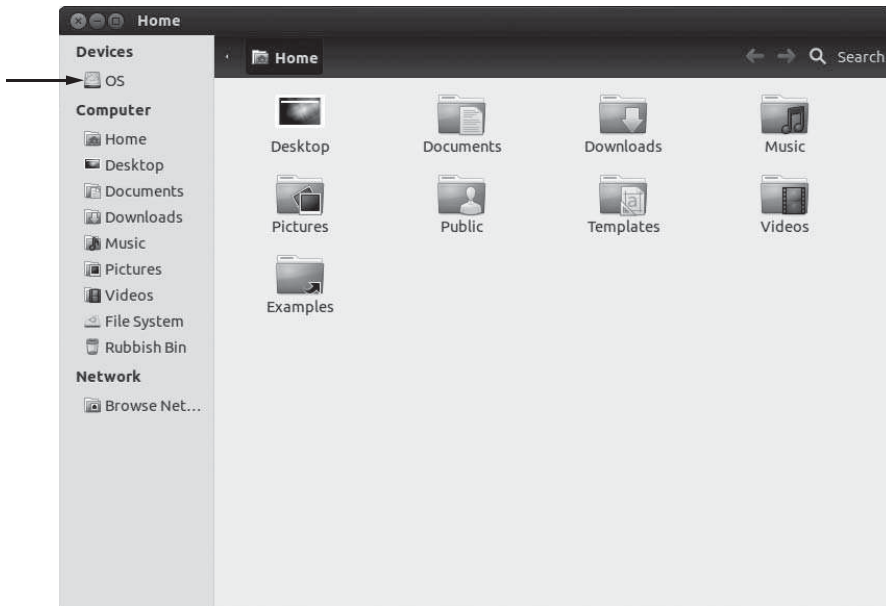 Home
Devices
OS
Computer
Home
Desktop
Documents
Downloads
Music
Pictures
Videos
File System
Rubbish Bin
Network
Browse Net...
Home
Search
Desktop
Documents
Downloads
Music
Pictures
Public
Templates
Videos
Examples